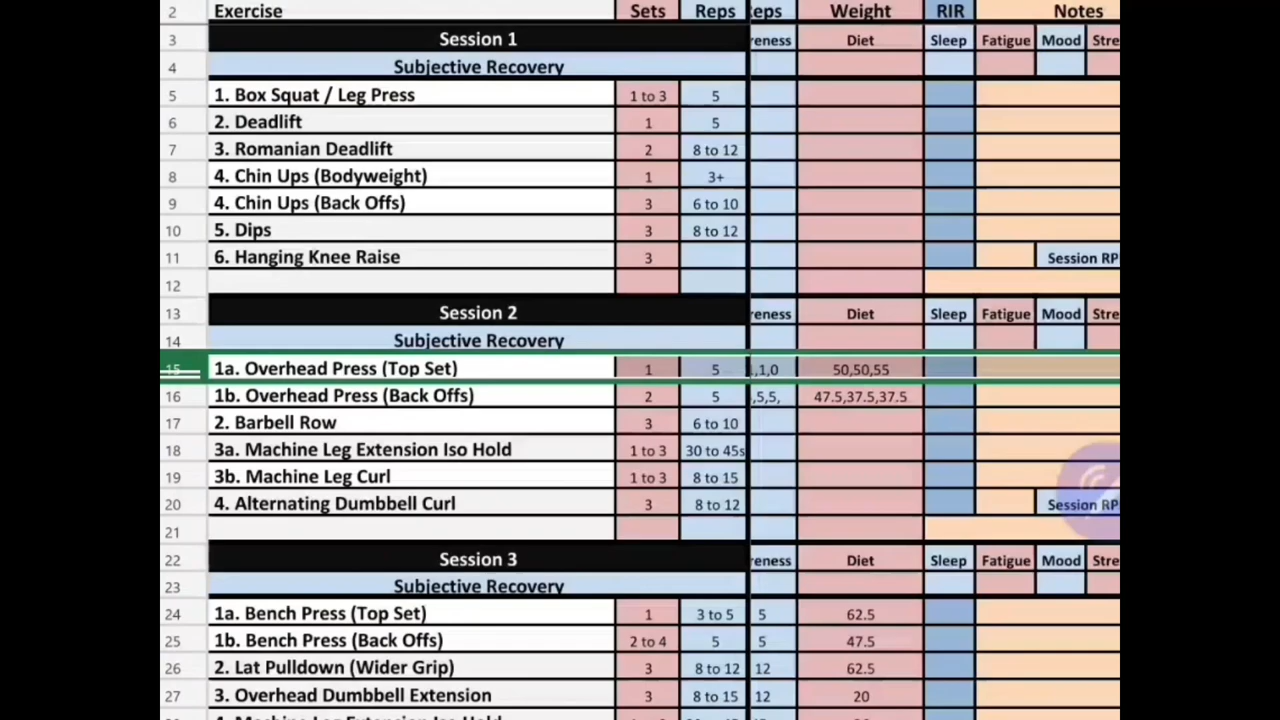 2 Exercise Sets Reps Reps Weight RIR Notes
3 Session 1 reness Diet Sleep Fatigue Mood Stre
4 Subjective Recovery
5 1. Box Squat / Leg Press 1 to 3 5
6 2. Deadlift 1 5
7 3. Romanian Deadlift 2 8 to 12
8 4. Chin Ups (Bodyweight) 1 3+
9 4. Chin Ups (Back Offs) 3 6 to 10
10 5. Dips 3 8 to 12
11 6. Hanging Knee Raise 3 Session RP
12
13 Session 2 reness Diet Sleep Fatigue Mood Stre
14 Subjective Recovery
15 1a. Overhead Press (Top Set) 1 5 ,1,0 50,50,55
16 1b. Overhead Press (Back Offs) 2 5 ,5,5, 47.5,37.5,37.5
17 2. Barbell Row 3 6 to 10
18 3a. Machine Leg Extension Iso Hold 1 to 3 30 to 45s
19 3b. Machine Leg Curl 1 to 3 8 to 15
20 4. Alternating Dumbbell Curl 3 8 to 12 Session RP
21
22 Session 3 reness Diet Sleep Fatigue Mood Stre
23 Subjective Recovery
24 1a. Bench Press (Top Set) 1 3 to 5 5 62.5
25 1b. Bench Press (Back Offs) 2 to 4 5 5 47.5
26 2. Lat Pulldown (Wider Grip) 3 8 to 12 12 62.5
27 3. Overhead Dumbbell Extension 3 8 to 15 12 20